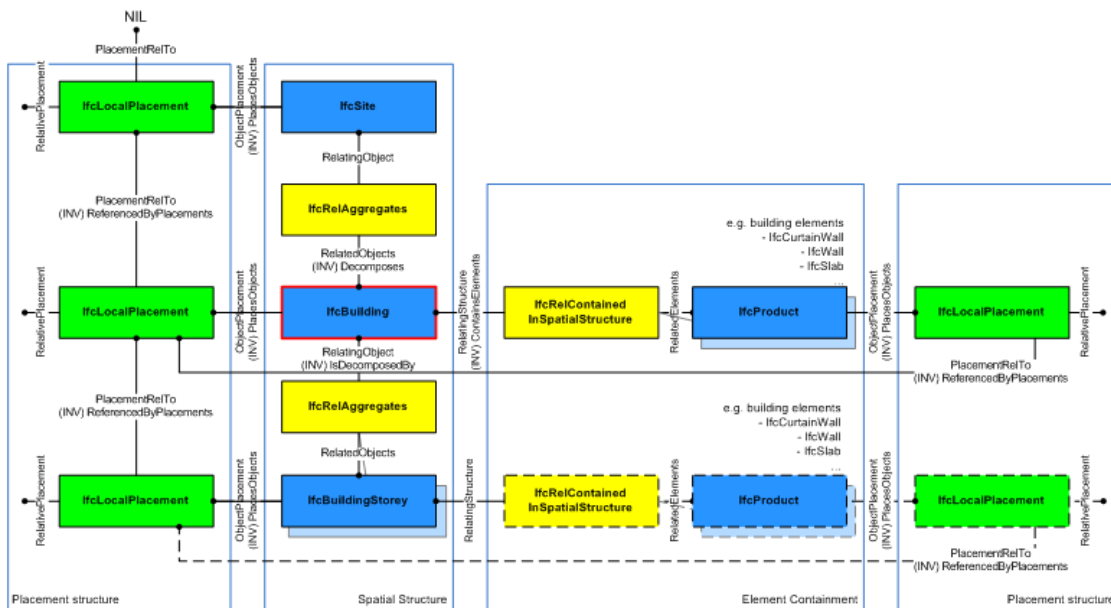 NIL
PlacementRelTo
IfcLocalPlacement
RelativePlacement
ObjectPlacement
(INV) PlacesObjects
IfcSite
RelatingObject
PlacementRelTo
(INV) ReferencedByPlacements
IfcRelAggregates
RelatedObjects
(INV) Decomposes
e.g. building elements
- IfcCurtainWall
- IfcWall
- IfcSlab
...
IfcLocalPlacement
RelativePlacement
ObjectPlacement
(INV) PlacesObjects
IfcBuilding
RelatingStructure
(INV) ContainsElements
IfcRelContained
InSpatialStructure
RelatedElements
IfcProduct
ObjectPlacement
(INV) PlacesObjects
IfcLocalPlacement
RelativePlacement
RelatingObject
(INV) IsDecomposedBy
PlacementRelTo
(INV) ReferencedByPlacements
PlacementRelTo
(INV) ReferencedByPlacements
IfcRelAggregates
RelatedObjects
e.g. building elements
- IfcCurtainWall
- IfcWall
- IfcSlab
...
IfcLocalPlacement
RelativePlacement
ObjectPlacement
(INV) PlacesObjects
IfcBuildingStorey
RelatingStructure
IfcRelContained
InSpatialStructure
RelatedElements
IfcProduct
ObjectPlacement
(INV) PlacesObjects
IfcLocalPlacement
RelativePlacement
PlacementRelTo
(INV) ReferencedByPlacements
Placement structure
Spatial Structure
Element Containment
Placement structure